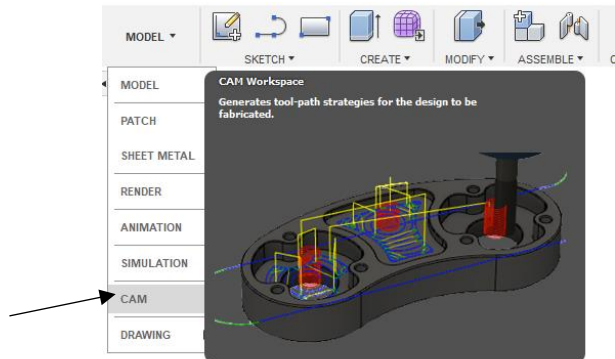 MODEL ▾
SKETCH ▾
CREATE ▾
MODIFY ▾
ASSEMBLE ▾
MODEL
PATCH
SHEET METAL
RENDER
ANIMATION
SIMULATION
CAM
DRAWING
CAM Workspace
Generates tool-path strategies for the design to be
fabricated.